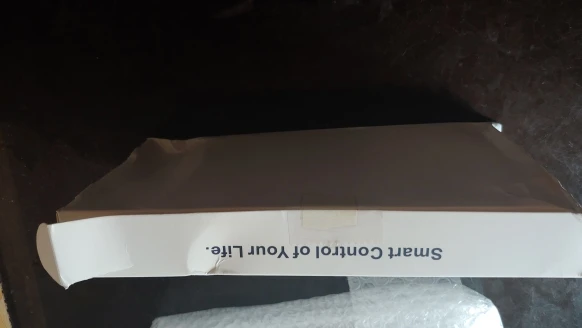 Smart Control of Your Life.